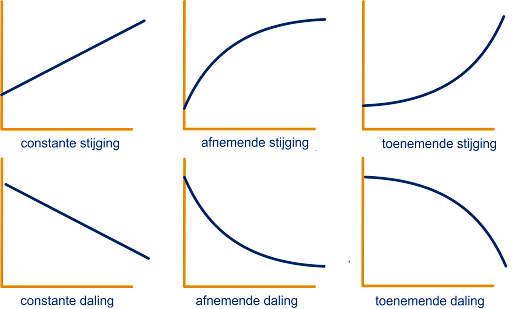 constante stijging
afnemende stijging
toenemende stijging
constante daling
afnemende daling
toenemende daling